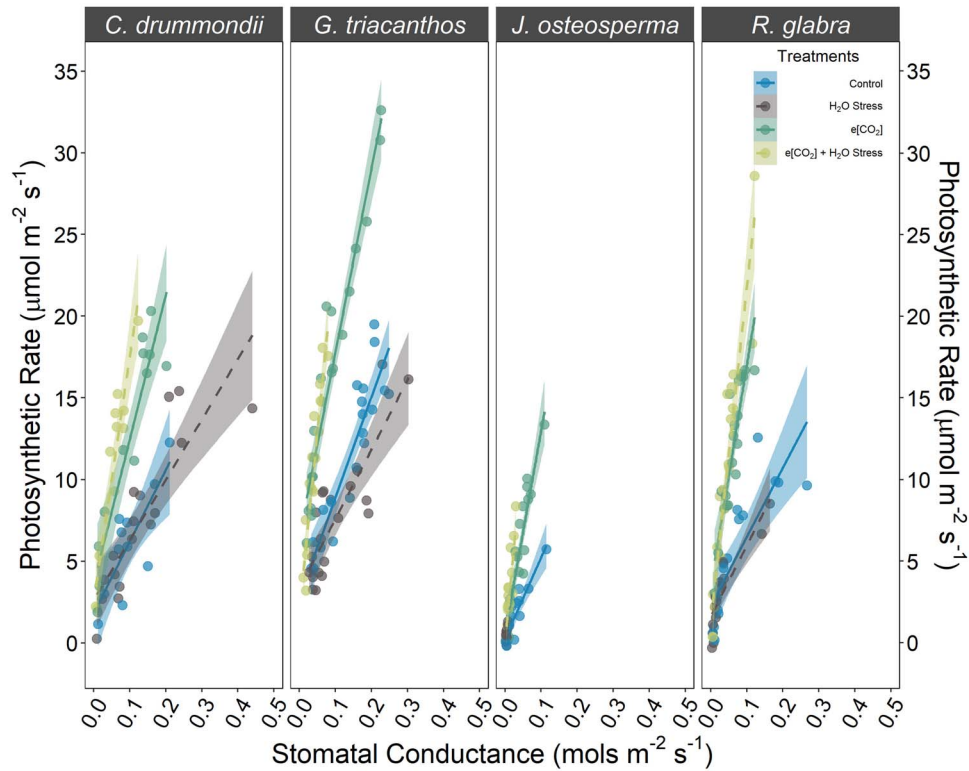 C. drummondii
G. triacanthos
J. osteosperma
R. glabra
Treatments
Control
H₂O Stress
e[CO₂]
e[CO₂] + H₂O Stress
Photosynthetic Rate (μmol m⁻² s⁻¹)
35
30
25
20
15
10
5
0
35
30
25
20
15
10
5
0
Photosynthetic Rate (μmol m⁻² s⁻¹)
0.0 0.1 0.2 0.3 0.4 0.5 0.0 0.1 0.2 0.3 0.4 0.5 0.0 0.1 0.2 0.3 0.4 0.5 0.0 0.1 0.2 0.3 0.4 0.5
Stomatal Conductance (mols m⁻² s⁻¹)